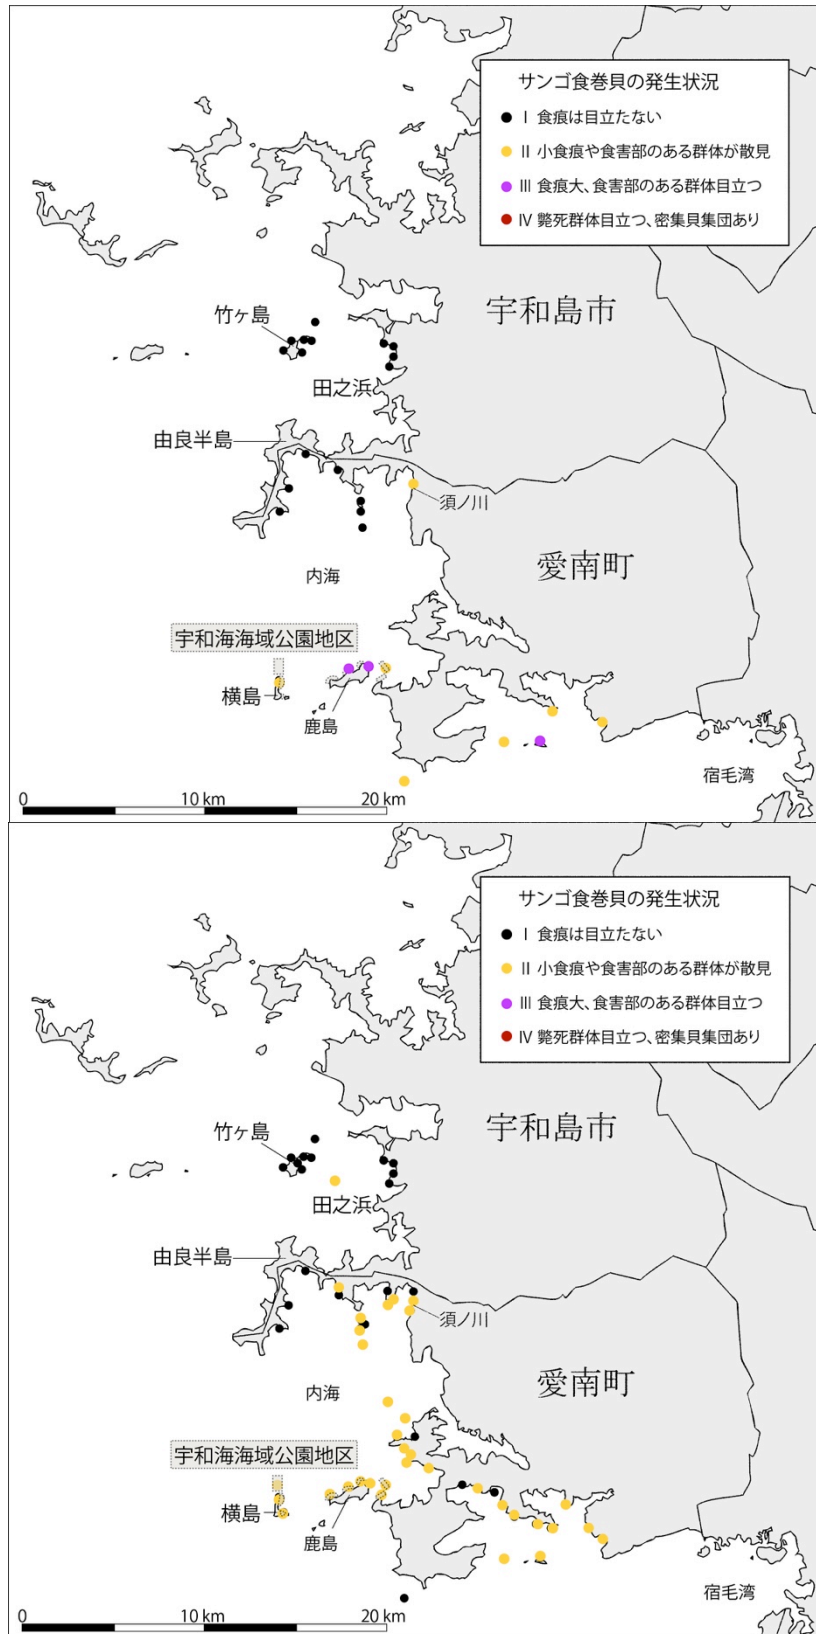 サンゴ食巻貝の発生状況
Ⅰ 食痕は目立たない
Ⅱ 小食痕や食害部のある群体が散見
Ⅲ 食痕大、食害部のある群体目立つ
Ⅳ 斃死群体目立つ、密集貝集団あり
竹ヶ島
宇和島市
田之浜
由良半島
須ノ川
愛南町
内海
宇和海海域公園地区
横島
鹿島
宿毛湾
0 10 km 20 km
サンゴ食巻貝の発生状況
Ⅰ 食痕は目立たない
Ⅱ 小食痕や食害部のある群体が散見
Ⅲ 食痕大、食害部のある群体目立つ
Ⅳ 斃死群体目立つ、密集貝集団あり
竹ヶ島
宇和島市
田之浜
由良半島
須ノ川
愛南町
内海
宇和海海域公園地区
横島
鹿島
宿毛湾
0 10 km 20 km